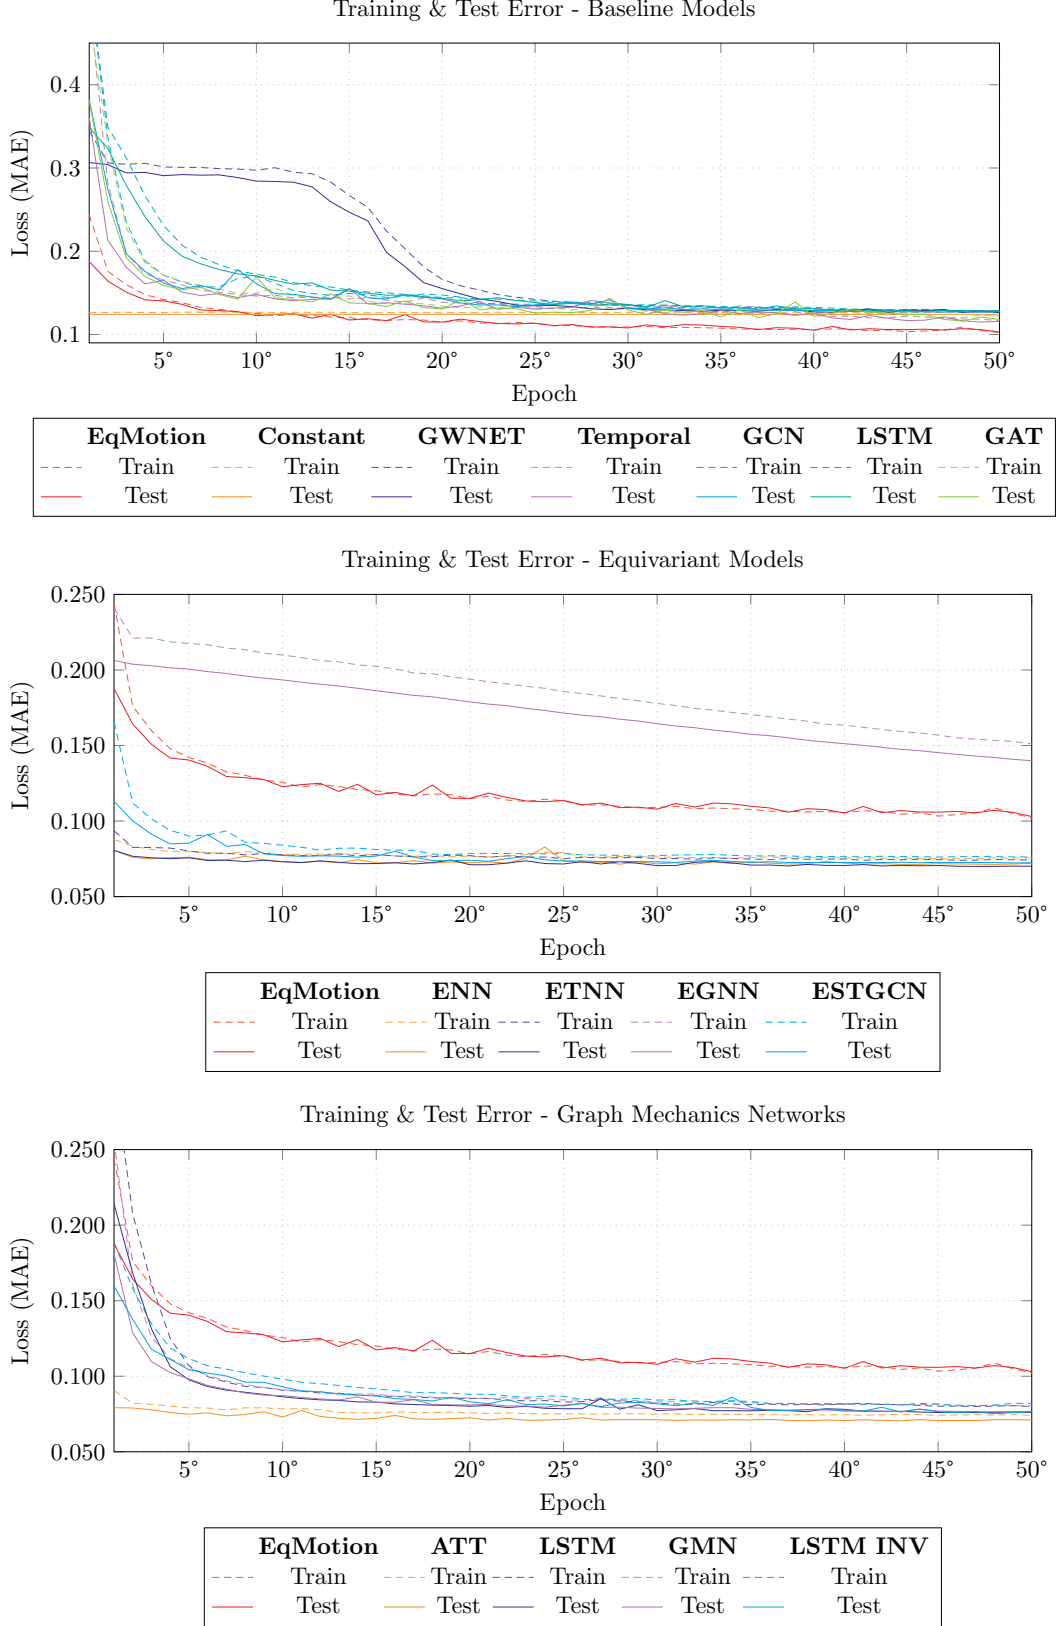 Training & Test Error - Baseline Models
0.4
0.3
0.2
0.1
Loss (MAE)
5° 10° 15° 20° 25° 30° 35° 40° 45° 50°
Epoch
EqMotion Constant GWNET Temporal GCN LSTM GAT
Train Train Train Train Train Train Train
Test Test Test Test Test Test Test
Training & Test Error - Equivariant Models
0.250
0.200
0.150
0.100
0.050
Loss (MAE)
5° 10° 15° 20° 25° 30° 35° 40° 45° 50°
Epoch
EqMotion ENN ETNN EGNN ESTGCN
Train Train Train Train Train
Test Test Test Test Test
Training & Test Error - Graph Mechanics Networks
0.250
0.200
0.150
0.100
0.050
Loss (MAE)
5° 10° 15° 20° 25° 30° 35° 40° 45° 50°
Epoch
EqMotion ATT LSTM GMN LSTM INV
Train Train Train Train Train
Test Test Test Test Test